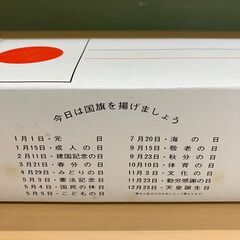 今日は国旗を揚げましょう
1月1日・元日
1月15日・成人の日
2月11日・建国記念の日
3月21日・春分の日
4月29日・みどりの日
5月3日・憲法記念日
5月4日・国民の休日
5月5日・こどもの日
7月20日・海の日
9月15日・敬老の日
9月23日・秋分の日
10月10日・体育の日
11月3日・文化の日
11月23日・勤労感謝の日
12月23日・天皇誕生日